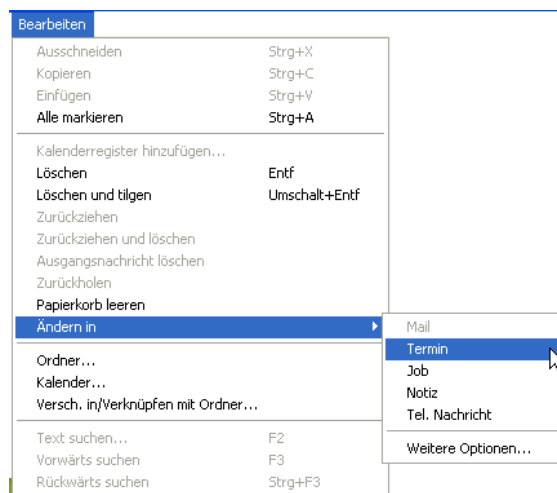 Bearbeiten
Ausschneiden Strg+X
Kopieren Strg+C
Einfügen Strg+V
Alle markieren Strg+A
Kalenderregister hinzufügen...
Löschen Entf
Löschen und tilgen Umschalt+Entf
Zurückziehen
Zurückziehen und löschen
Ausgangsnachricht löschen
Zurückholen
Papierkorb leeren
Ändern in
Mail
Termin
Job
Notiz
Tel. Nachricht
Weitere Optionen...
Ordner...
Kalender...
Versch. in/Verknüpfen mit Ordner...
Text suchen... F2
Vorwärts suchen F3
Rückwärts suchen Strg+F3